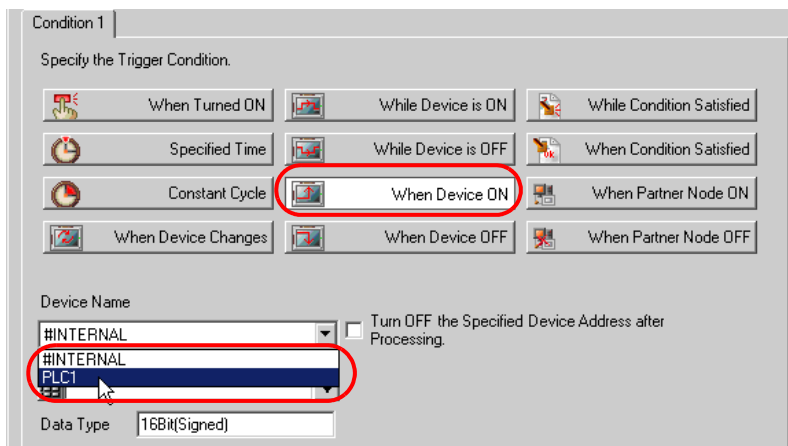 Condition 1
Specify the Trigger Condition.
When Turned ON
While Device is ON
While Condition Satisfied
Specified Time
While Device is OFF
When Condition Satisfied
Constant Cycle
When Device ON
When Partner Node ON
When Device Changes
When Device OFF
When Partner Node OFF
Device Name
#INTERNAL
Turn OFF the Specified Device Address after
Processing.
#INTERNAL
PLC1
Data Type 16Bit(Signed)